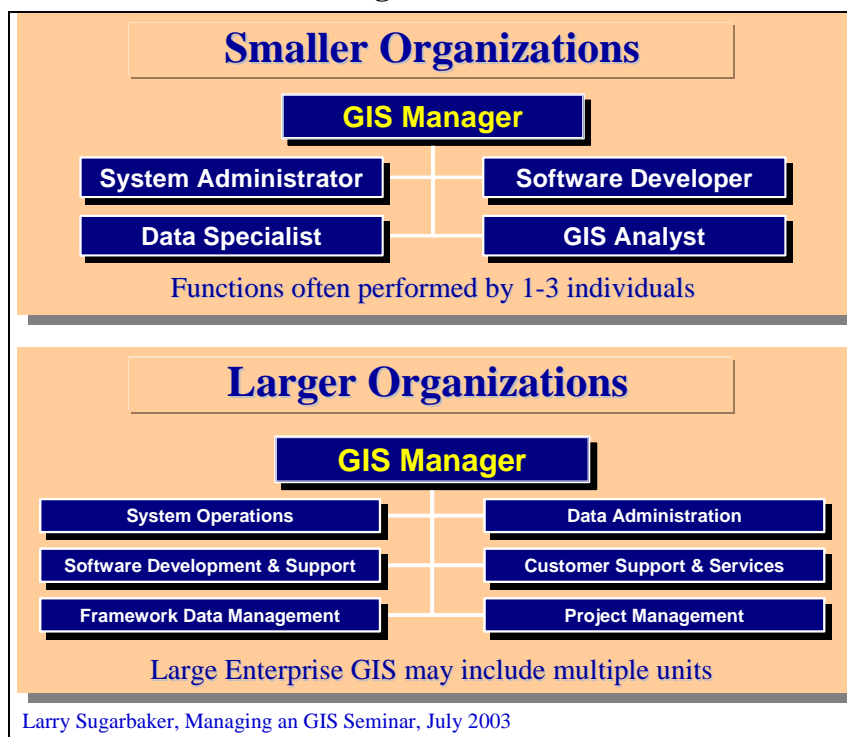 Smaller Organizations
GIS Manager
System Administrator
Software Developer
Data Specialist
GIS Analyst
Functions often performed by 1-3 individuals
Larger Organizations
GIS Manager
System Operations
Data Administration
Software Development & Support
Customer Support & Services
Framework Data Management
Project Management
Large Enterprise GIS may include multiple units
Larry Sugarbaker, Managing an GIS Seminar, July 2003